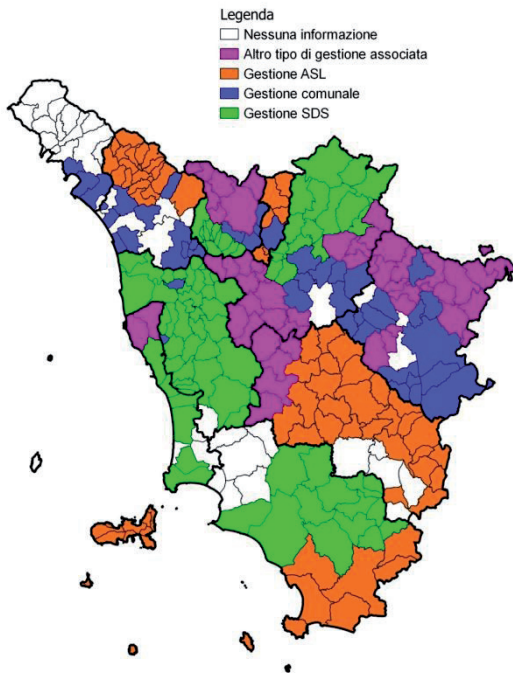 Legenda
Nessuna informazione
Altro tipo di gestione associata
Gestione ASL
Gestione comunale
Gestione SDS